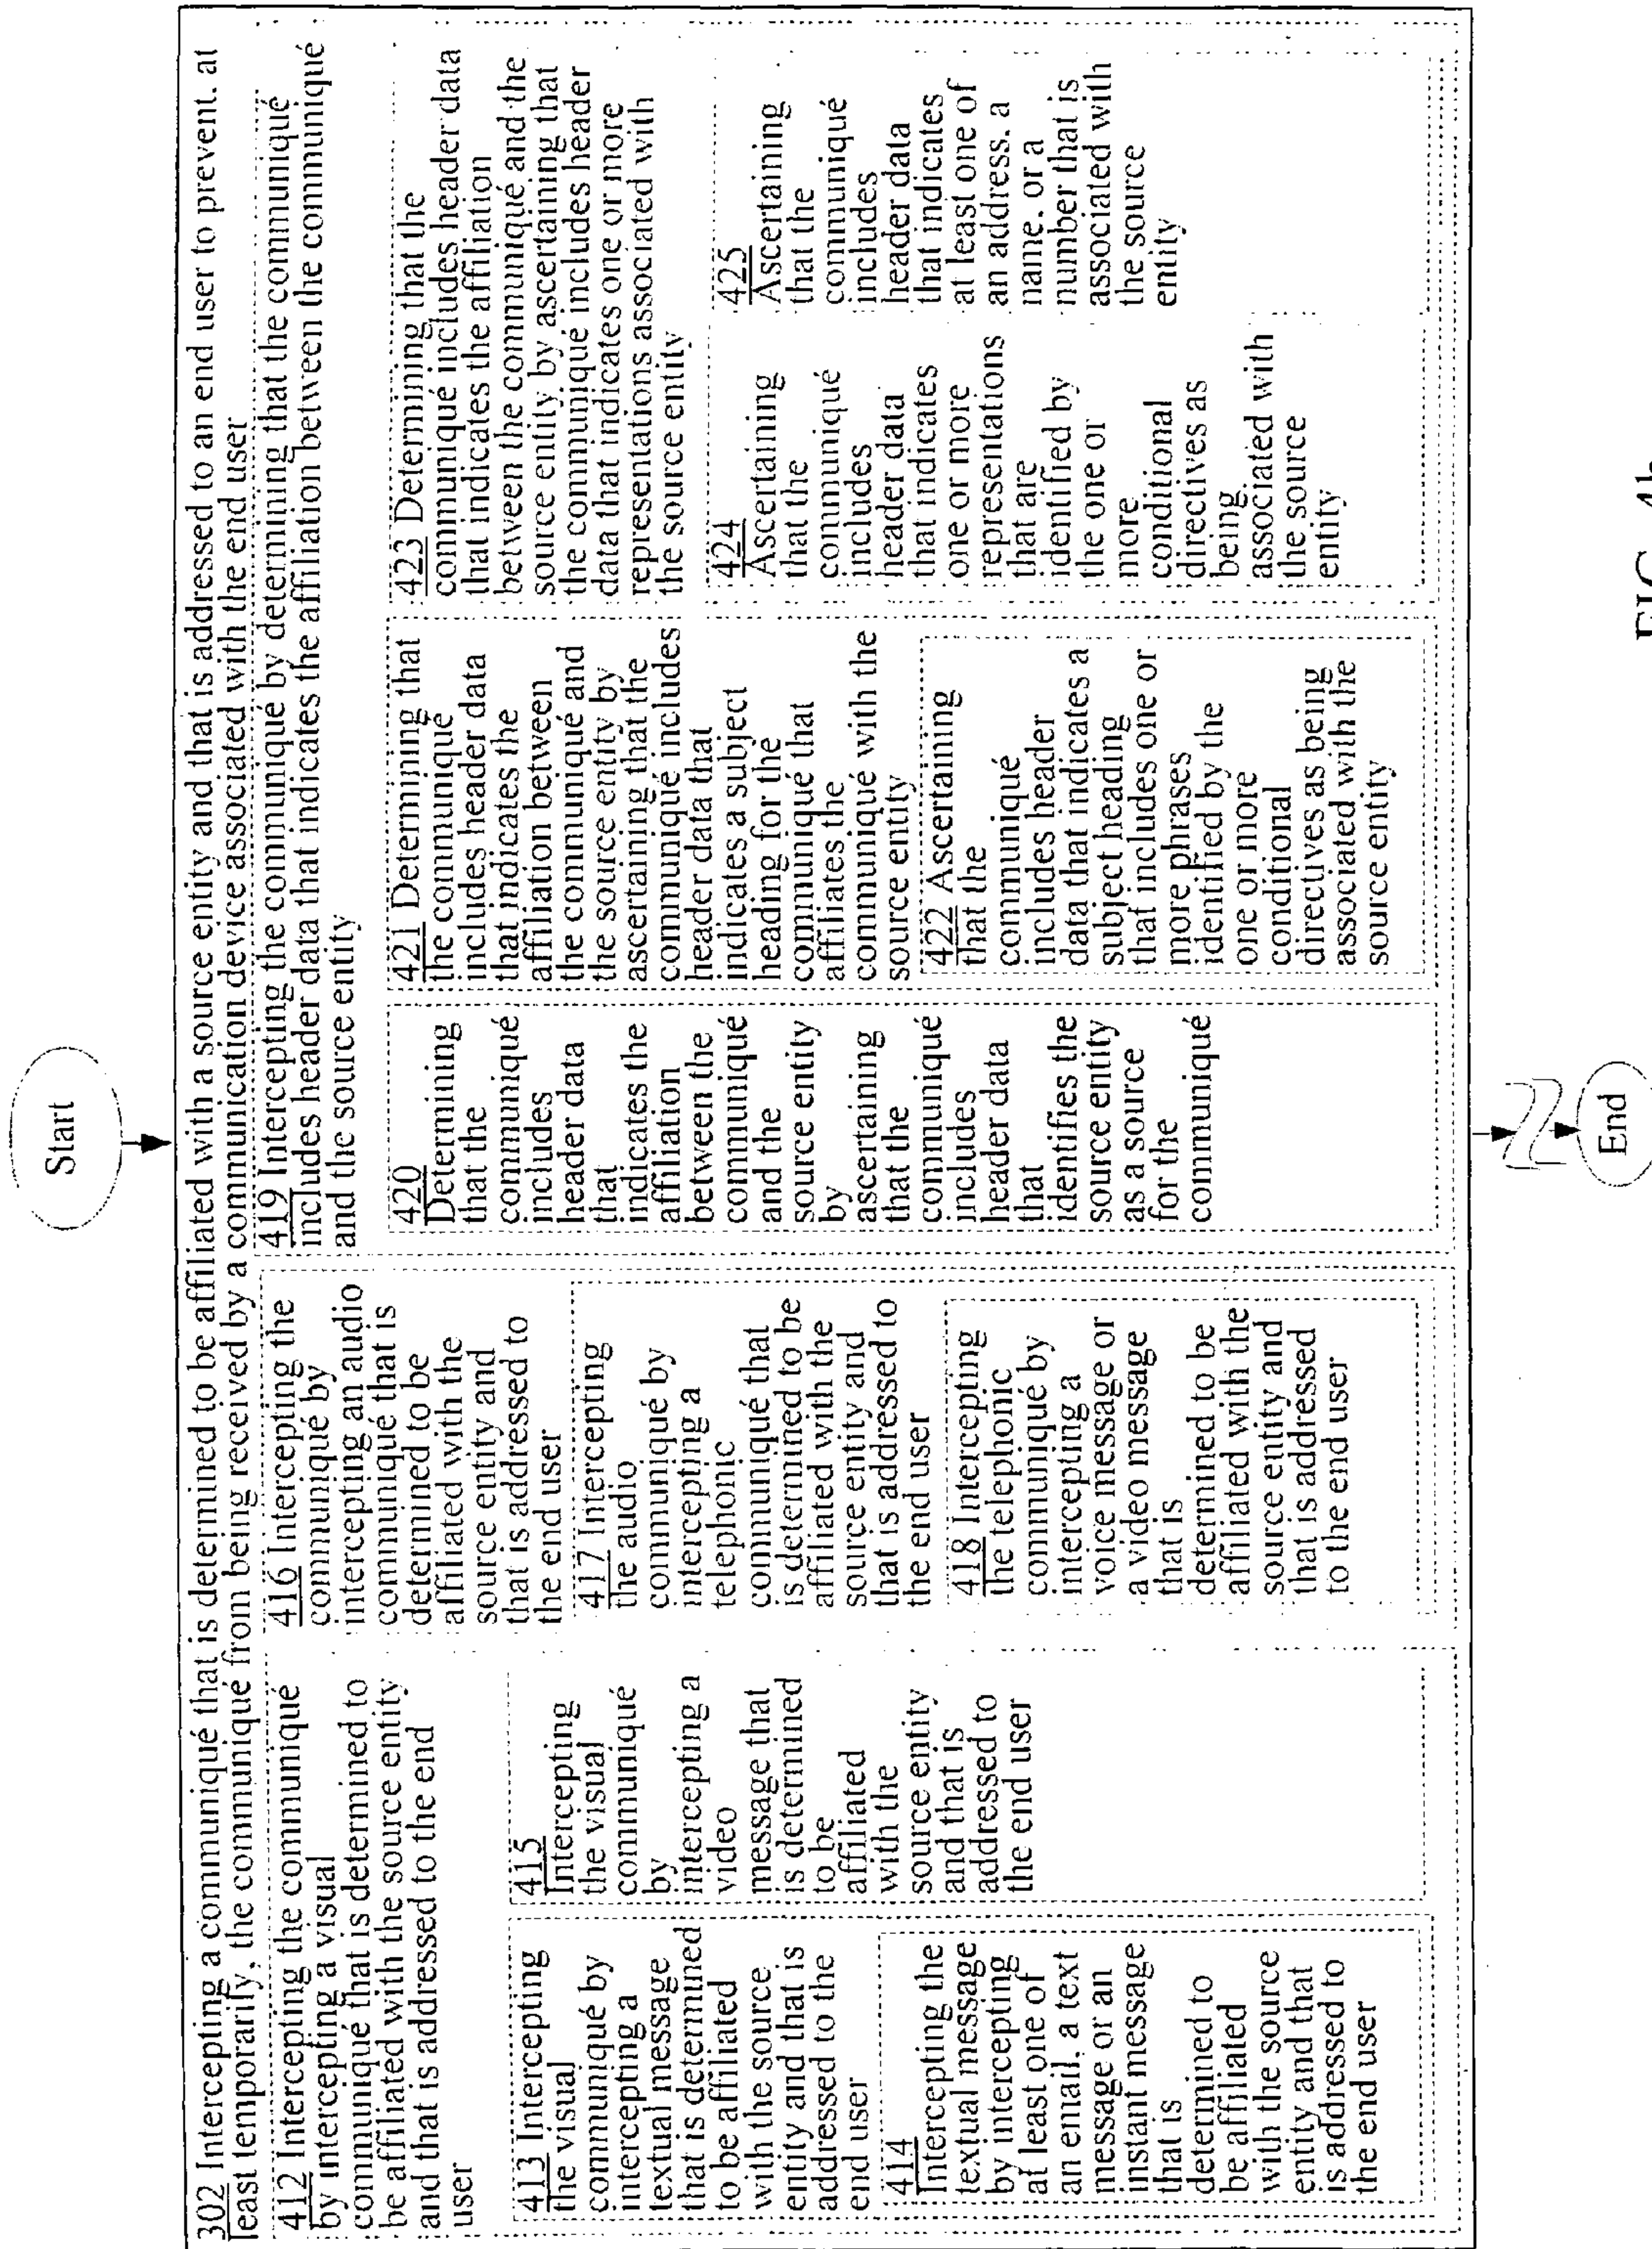 Start
302 Intercepting a communiqué that is determined to be affiliated with a source entity and that is addressed to an end user to prevent, at
least temporarily, the communiqué from being received by a communication device associated with the end user
412 Intercepting the communiqué
by intercepting a visual
communiqué that is determined to
be affiliated with the source entity
and that is addressed to the end
user
413 Intercepting
the visual
communiqué by
intercepting a
textual message
that is determined
to be affiliated
with the source
entity and that is
addressed to the
end user
414
Intercepting the
textual message
by intercepting
at least one of
an email, a text
message or an
instant message
that is
determined to
be affiliated
with the source
entity and that
is addressed to
the end user
415
Intercepting
the visual
communiqué
by
intercepting a
video
message that
is determined
to be
affiliated
with the
source entity
and that is
addressed to
the end user
416 Intercepting the
communiqué by
intercepting an audio
communiqué that is
determined to be
affiliated with the
source entity and
that is addressed to
the end user
417 Intercepting
the audio
communiqué by
intercepting a
telephonic
communiqué that
is determined to be
affiliated with the
source entity and
that is addressed to
the end user
418 Intercepting
the telephonic
communiqué by
intercepting a
voice message or
a video message
that is
determined to be
affiliated with the
source entity and
that is addressed
to the end user
419 Intercepting the communiqué by determining that the communiqué
includes header data that indicates the affiliation between the communiqué
and the source entity
420
Determining
that the
communiqué
includes
header data
that
indicates the
affiliation
between the
communiqué
and the
source entity
by
ascertaining
that the
communiqué
includes
header data
that
identifies the
source entity
as a source
for the
communiqué
421 Determining that
the communiqué
includes header data
that indicates the
affiliation between
the communiqué and
the source entity by
ascertaining that the
communiqué includes
header data that
indicates a subject
heading for the
communiqué that
affiliates the
communiqué with the
source entity
422 Ascertaining
that the
communiqué
includes header
data that indicates a
subject heading
that includes one or
more phrases
identified by the
one or more
conditional
directives as being
associated with the
source entity
423 Determining that the
communiqué includes header data
that indicates the affiliation
between the communiqué and the
source entity by ascertaining that
the communiqué includes header
data that indicates one or more
representations associated with
the source entity
424
Ascertaining
that the
communiqué
includes
header data
that indicates
one or more
representations
that are
identified by
the one or
more
conditional
directives as
being
associated with
the source
entity
425
Ascertaining
that the
communiqué
includes
header data
that indicates
at least one of
an address, a
name, or a
number that is
associated with
the source
entity
End